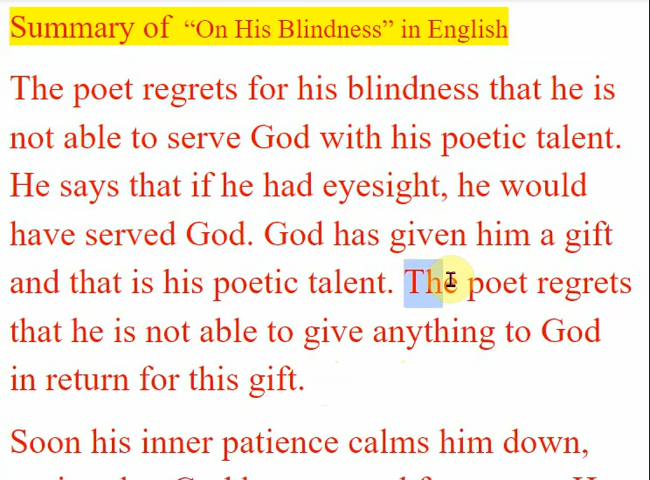 Summary of “On His Blindness” in English
The poet regrets for his blindness that he is
not able to serve God with his poetic talent.
He says that if he had eyesight, he would
have served God. God has given him a gift
and that is his poetic talent. The poet regrets
that he is not able to give anything to God
in return for this gift.
Soon his inner patience calms him down,